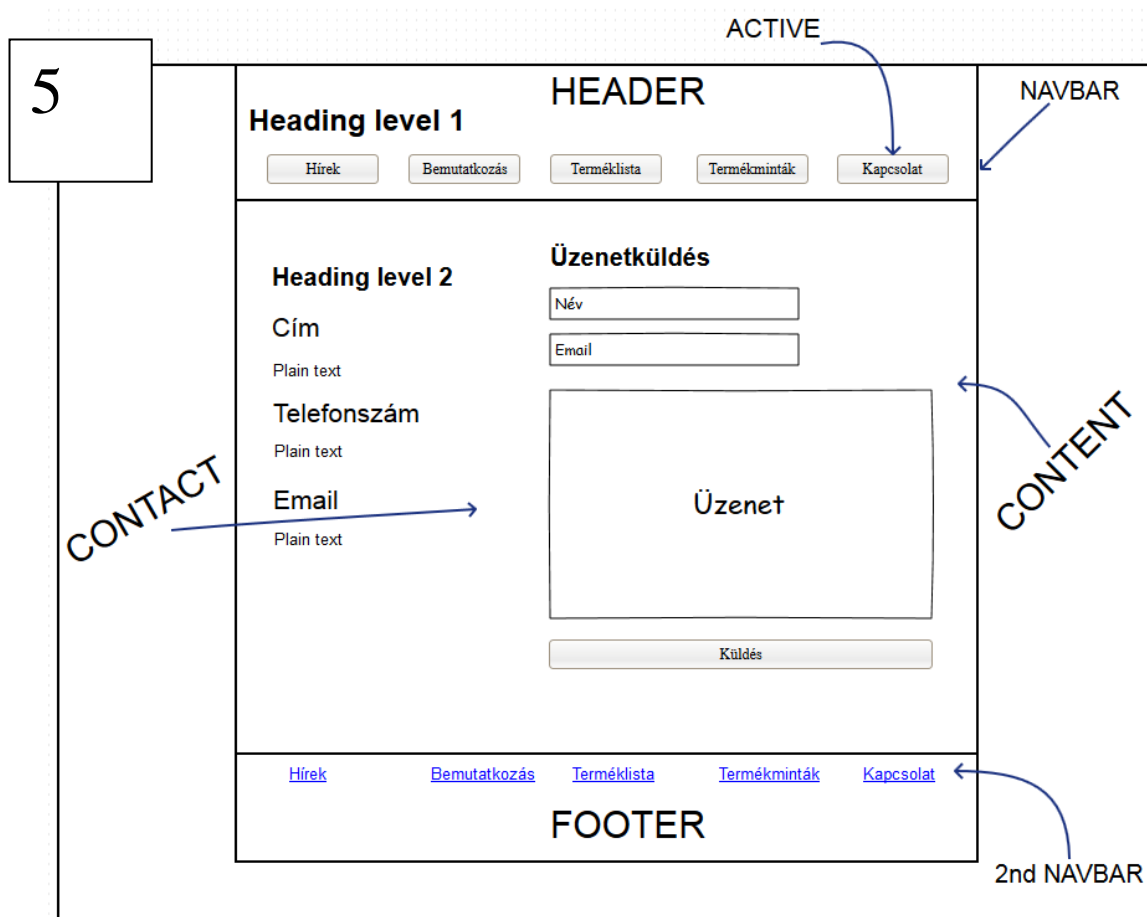 ACTIVE
5
HEADER
NAVBAR
Heading level 1
Hírek Bemutatkozás Terméklista Termékminták Kapcsolat
Heading level 2
Cím
Plain text
Telefonszám
Plain text
Email
Plain text
CONTACT
Üzenetküldés
Név
Email
Üzenet
Küldés
CONTENT
Hírek Bemutatkozás Terméklista Termékminták Kapcsolat
FOOTER
2nd NAVBAR